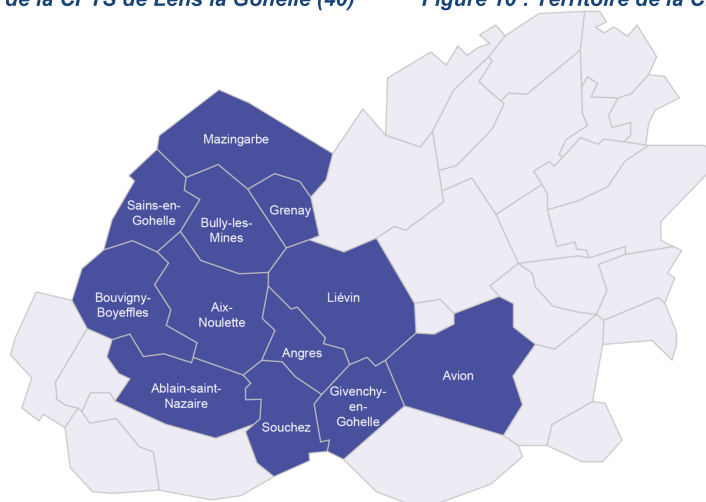 de la CPTS de Lens la Gohelle (40)
Figure 10 : Territoire de la C
Mazingarbe
Sains-en-
Gohelle
Bully-les-
Mines
Grenay
Bouvigny-
Boyeffles
Aix-
Noulette
Liévin
Angres
Ablain-saint-
Nazaire
Souchez
Givenchy-
en-
Gohelle
Avion